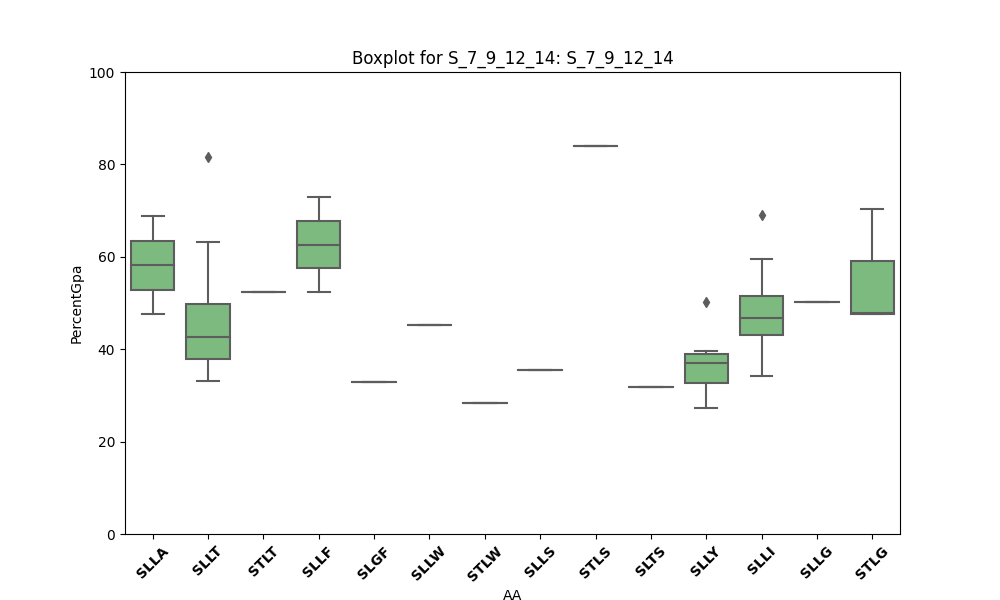 Boxplot for S_7_9_12_14: S_7_9_12_14
100
80
60
40
20
0
PercentGpa
SLLA SLLT STLT SLLF SLGF SLLW STLW SLLS STLS SLTS SLLY SLLI SLLG STLG
AA